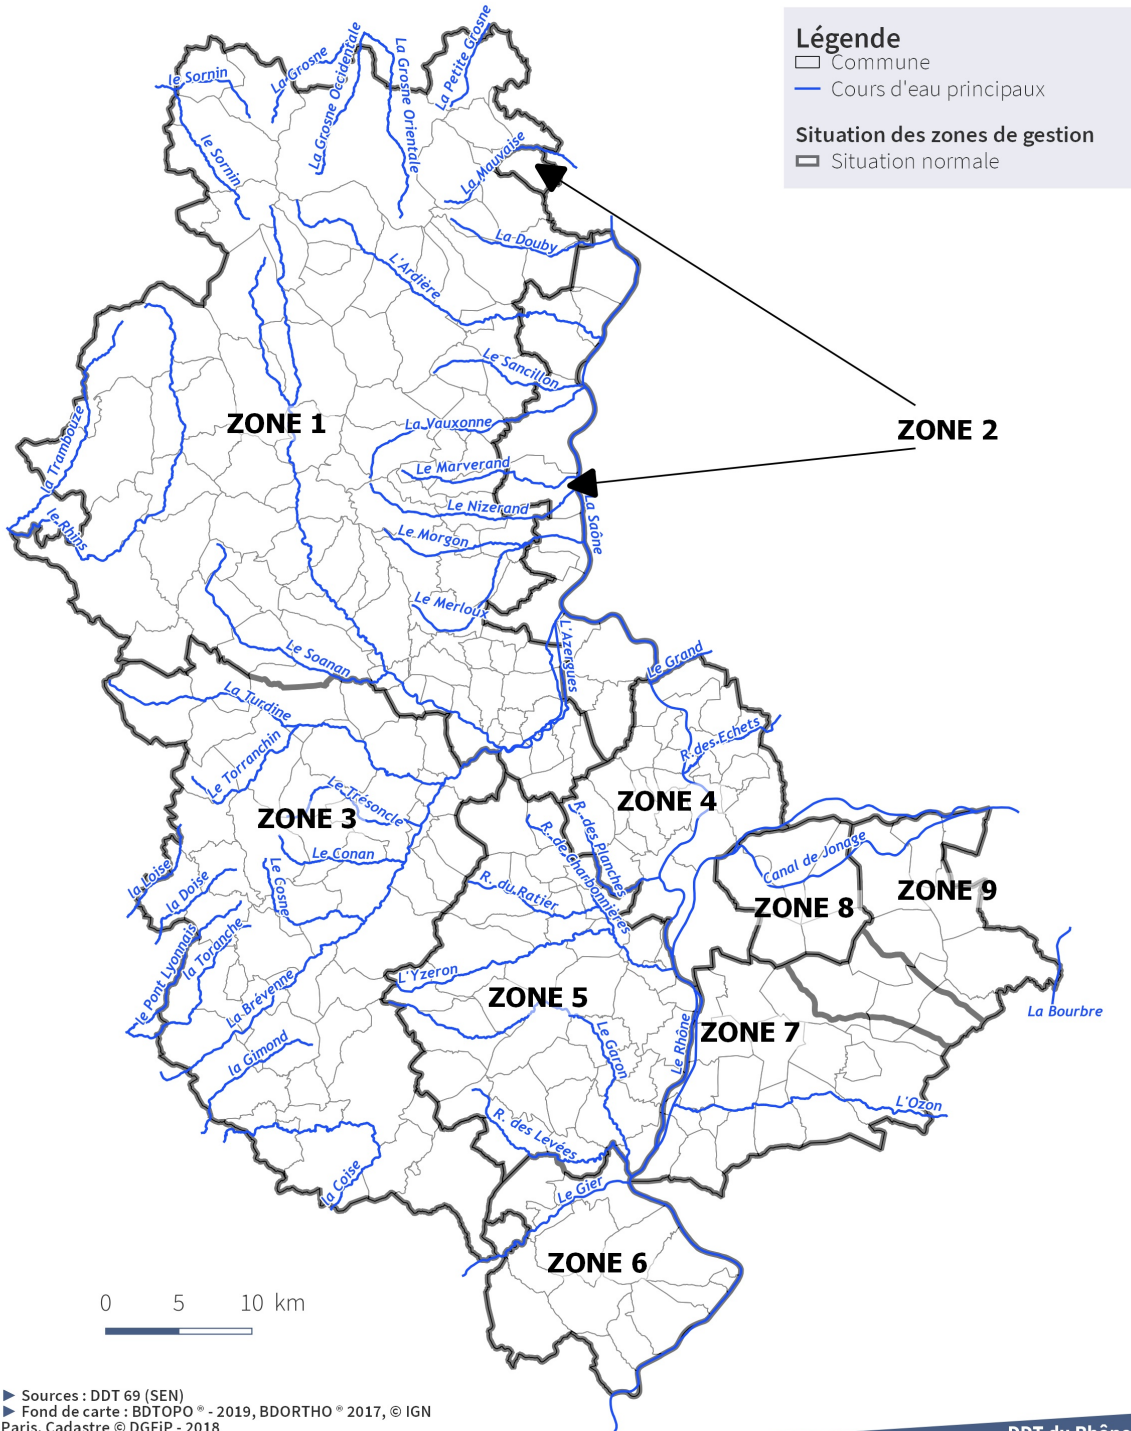 Légende
Commune
Cours d'eau principaux
Situation des zones de gestion
Situation normale
le Sornin
La Grosne
La Grosne Occidentale
La Grosne Orientale
La Petite Grosne
le Sornin
La Mauvaise
La Douby
L'Ardière
Le Sancillon
ZONE 1
La Vauxonne
ZONE 2
la Trambouze
Le Marverand
Le Nizerand
le Rhins
Le Morgon
La Saône
Le Merloux
L'Azergues
Le Soanan
Le Grand
La Turdine
R. des Echets
Le Torranchin
Le Trésoncle
ZONE 3
ZONE 4
R. des Planches
R. de Charbonnières
Le Conan
Canal de Jonage
la Loise
la Doise
Le Cosne
R. du Ratier
ZONE 8
ZONE 9
le Pont Lyonnais
la Toranche
L'Yzeron
La Brévenne
ZONE 5
La Bourbre
Le Rhône
ZONE 7
Le Garon
la Gimond
L'Ozon
R. des Levées
la Coise
Le Gier
ZONE 6
0 5 10 km
Sources : DDT 69 (SEN)
Fond de carte : BDTOPO ® - 2019, BDORTHO ® 2017, © IGN
Paris, Cadastre © DGFiP - 2018
DDT du Rhône